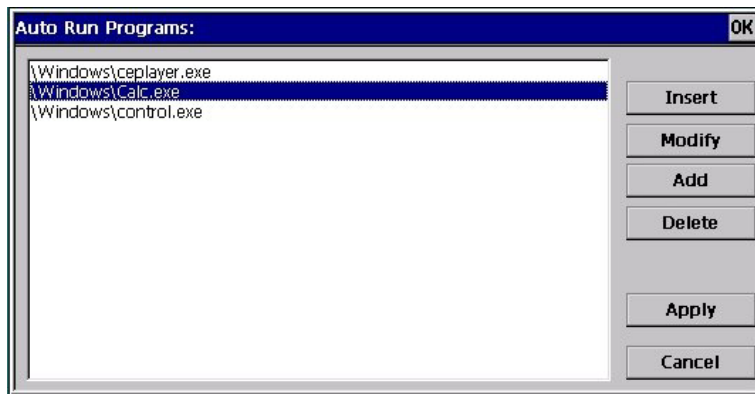 Auto Run Programs:
OK
\Windows\ceplayer.exe
\Windows\Calc.exe
\Windows\control.exe
Insert
Modify
Add
Delete
Apply
Cancel